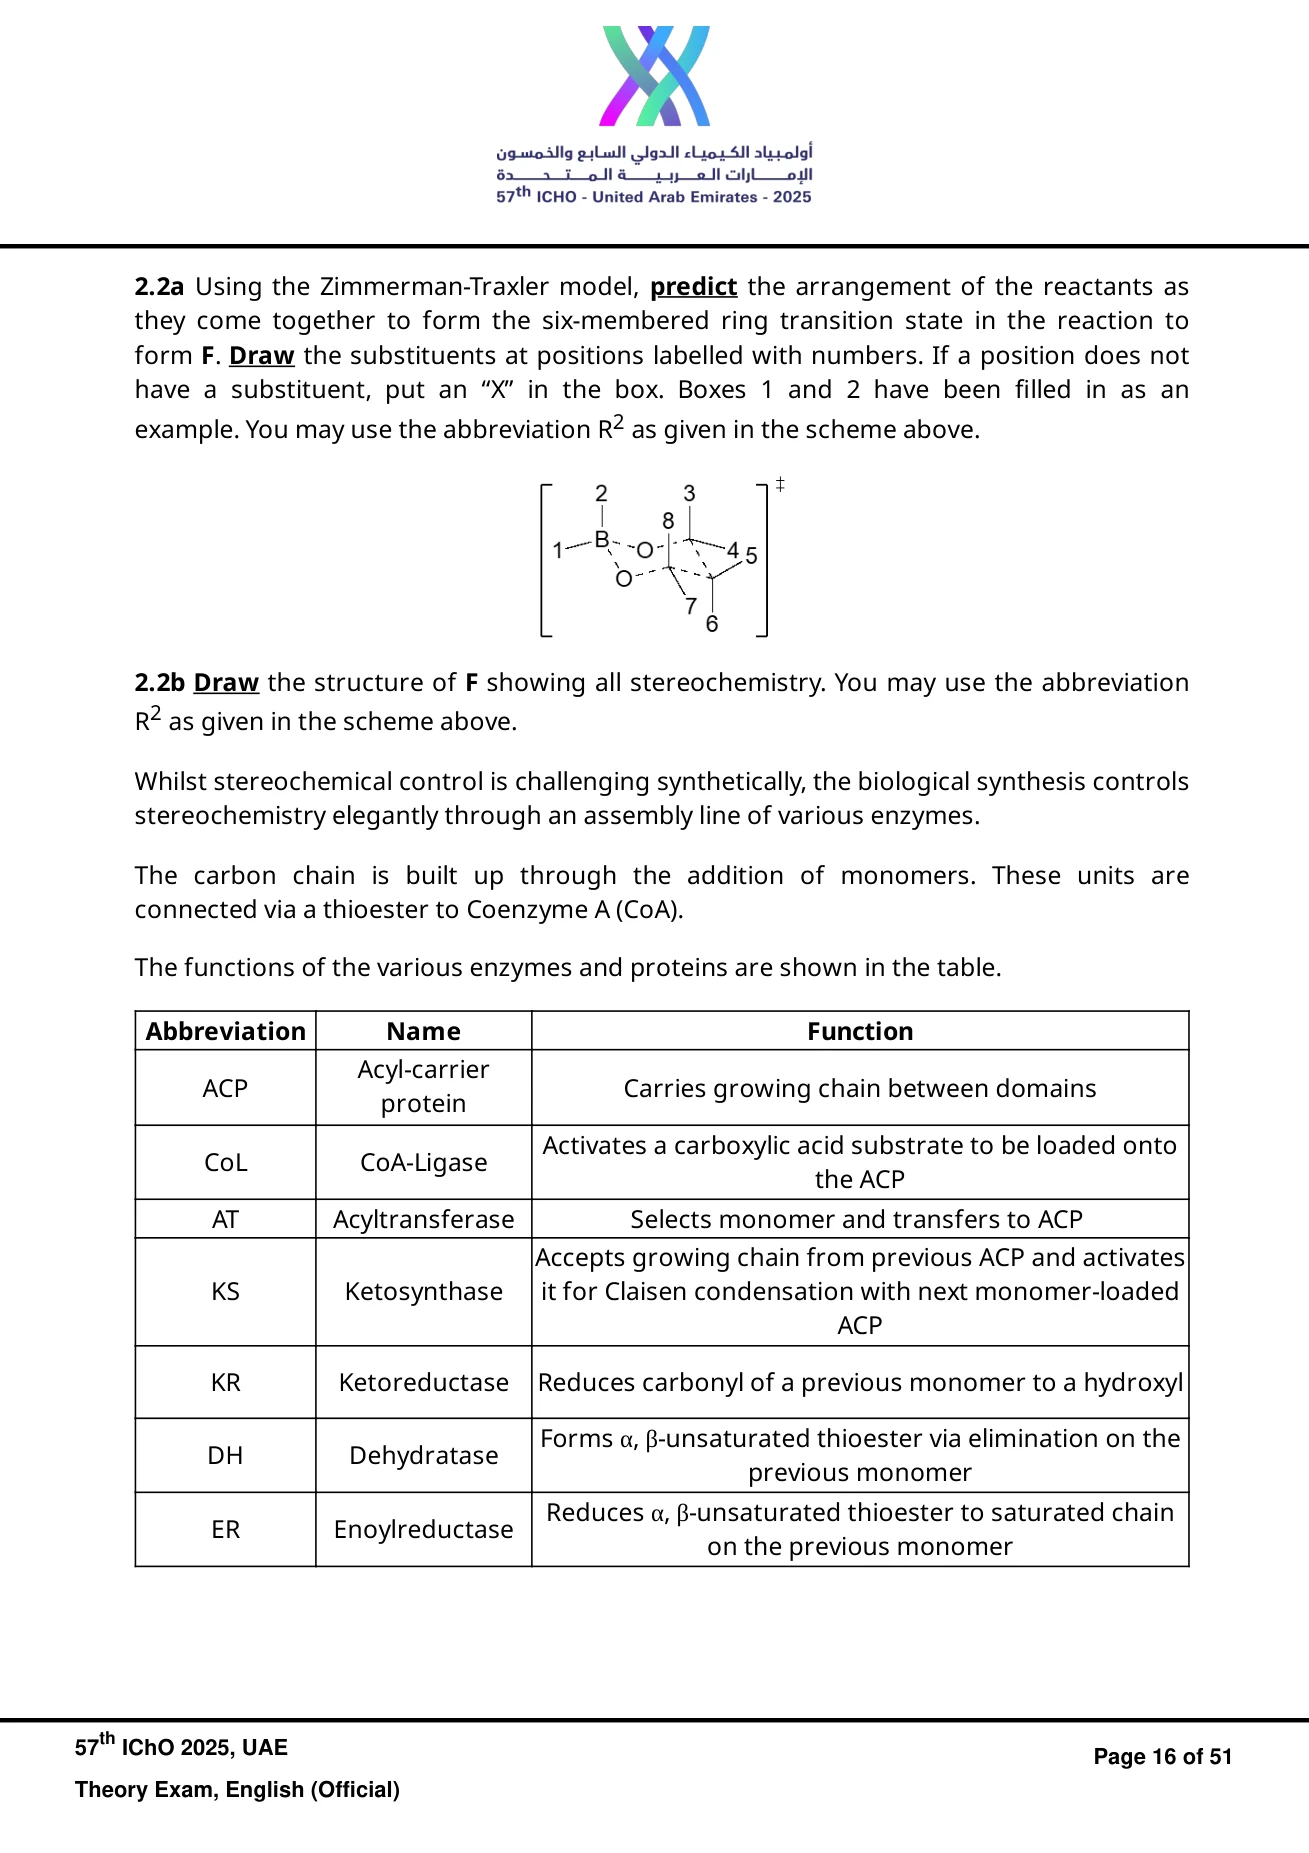 أولمبياد الكيمياء الدولي السابع والخمسون
الإمـــارات الـعـــربـيـــــة الـمـــتـــحــــدة
57th ICHO - United Arab Emirates - 2025
2.2a Using the Zimmerman-Traxler model, predict the arrangement of the reactants as
they come together to form the six-membered ring transition state in the reaction to
form F. Draw the substituents at positions labelled with numbers. If a position does not
have a substituent, put an “X” in the box. Boxes 1 and 2 have been filled in as an
example. You may use the abbreviation R2 as given in the scheme above.
‡
2 3
8
1 B O 4 5
O
7
6
2.2b Draw the structure of F showing all stereochemistry. You may use the abbreviation
R2 as given in the scheme above.
Whilst stereochemical control is challenging synthetically, the biological synthesis controls
stereochemistry elegantly through an assembly line of various enzymes.
The carbon chain is built up through the addition of monomers. These units are
connected via a thioester to Coenzyme A (CoA).
The functions of the various enzymes and proteins are shown in the table.
Abbreviation Name Function
ACP Acyl-carrier protein Carries growing chain between domains
CoL CoA-Ligase Activates a carboxylic acid substrate to be loaded onto
the ACP
AT Acyltransferase Selects monomer and transfers to ACP
KS Ketosynthase Accepts growing chain from previous ACP and activates
it for Claisen condensation with next monomer-loaded
ACP
KR Ketoreductase Reduces carbonyl of a previous monomer to a hydroxyl
DH Dehydratase Forms α, β-unsaturated thioester via elimination on the
previous monomer
ER Enoylreductase Reduces α, β-unsaturated thioester to saturated chain
on the previous monomer
57th IChO 2025, UAE
Page 16 of 51
Theory Exam, English (Official)